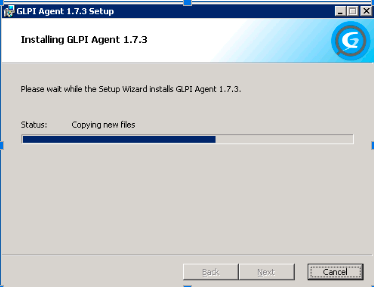 GLPI Agent 1.7.3 Setup
Installing GLPI Agent 1.7.3
Please wait while the Setup Wizard installs GLPI Agent 1.7.3.
Status: Copying new files
Back Next Cancel